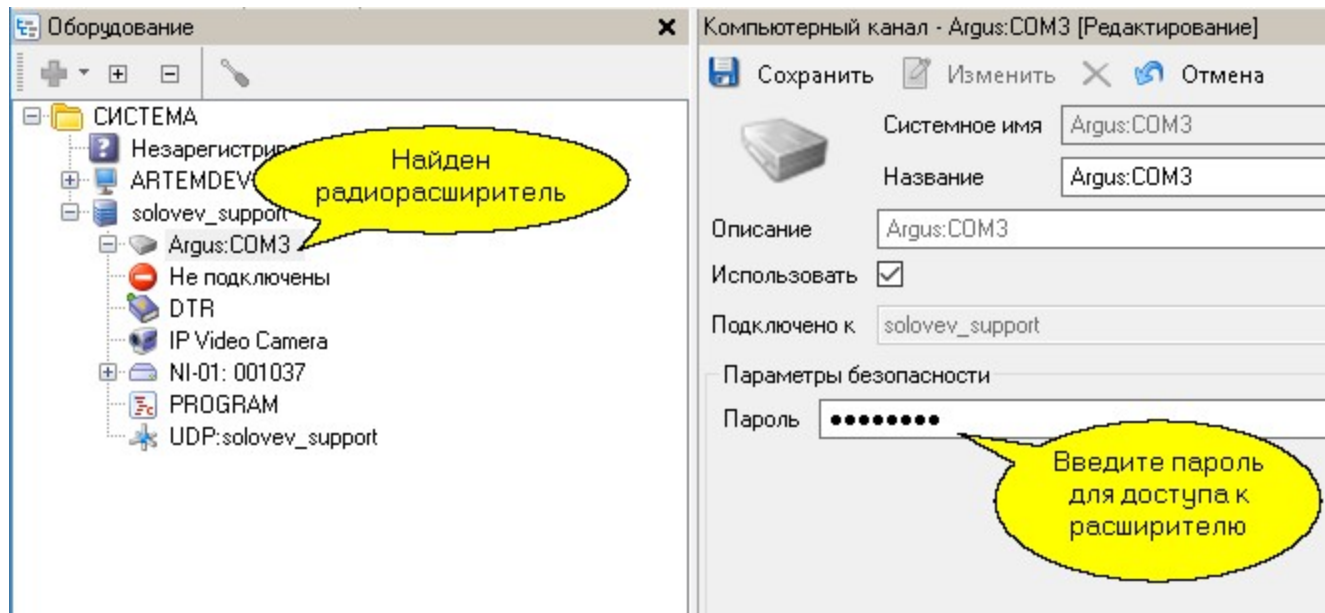 Оборудование
СИСТЕМА
Найден
радиорасширитель
ARTEMDEV
solovev_support
Argus:COM3
Не подключены
DTR
IP Video Camera
NI-01: 001037
PROGRAM
UDP:solovev_support
Компьютерный канал - Argus:COM3 [Редактирование]
Сохранить Изменить Отмена
Системное имя Argus:COM3
Название Argus:COM3
Описание Argus:COM3
Использовать
Подключено к solovev_support
Параметры безопасности
Пароль ●●●●●●●●
Введите пароль
для доступа к
расширителю